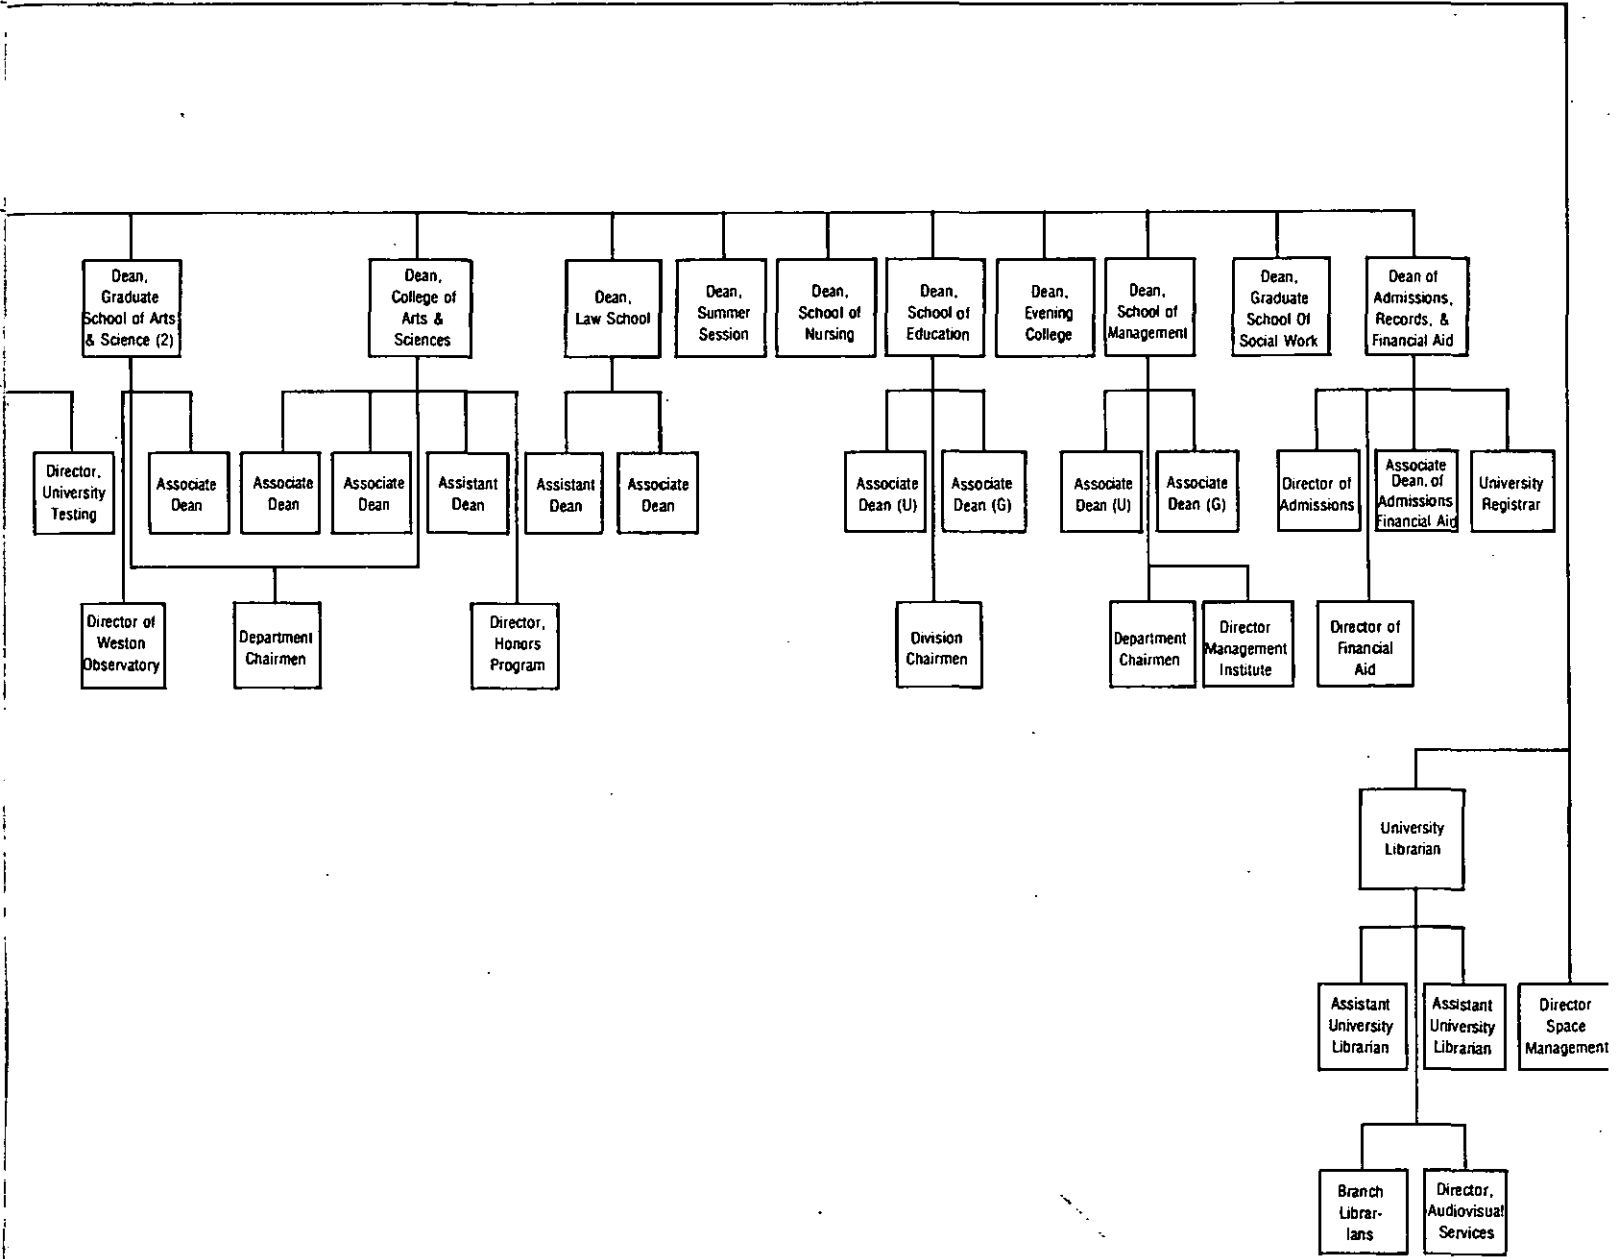 Dean,
Graduate
School of Arts
& Science (2)
Dean,
College of
Arts &
Sciences
Dean,
Law School
Dean,
Summer
Session
Dean,
School of
Nursing
Dean,
School of
Education
Dean,
Evening
College
Dean,
School of
Management
Dean,
Graduate
School Of
Social Work
Dean of
Admissions,
Records, &
Financial Aid
Director,
University
Testing
Associate
Dean
Associate
Dean
Associate
Dean
Assistant
Dean
Assistant
Dean
Associate
Dean
Associate
Dean (U)
Associate
Dean (G)
Associate
Dean (U)
Associate
Dean (G)
Director of
Admissions
Associate
Dean, of
Admissions
Financial Aid
University
Registrar
Director of
Weston
Observatory
Department
Chairmen
Director,
Honors
Program
Division
Chairmen
Department
Chairmen
Director
Management
Institute
Director of
Financial
Aid
University
Librarian
Assistant
University
Librarian
Assistant
University
Librarian
Director
Space
Management
Branch
Librar-
ians
Director,
Audiovisual
Services